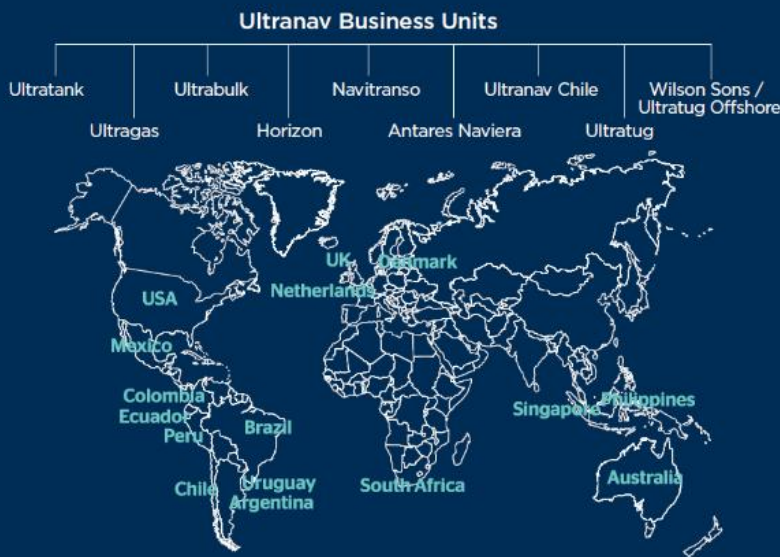 Ultranav Business Units
Ultratank
Ultrabulk
Navitranso
Ultranav Chile
Wilson Sons /
Ultratug Offshore
Ultragas
Horizon
Antares Naviera
Ultratug
UK
Denmark
Netherlands
USA
Mexico
Colombia
Ecuador
Peru
Brazil
Singapore
Philippines
Chile
Uruguay
Argentina
South Africa
Australia